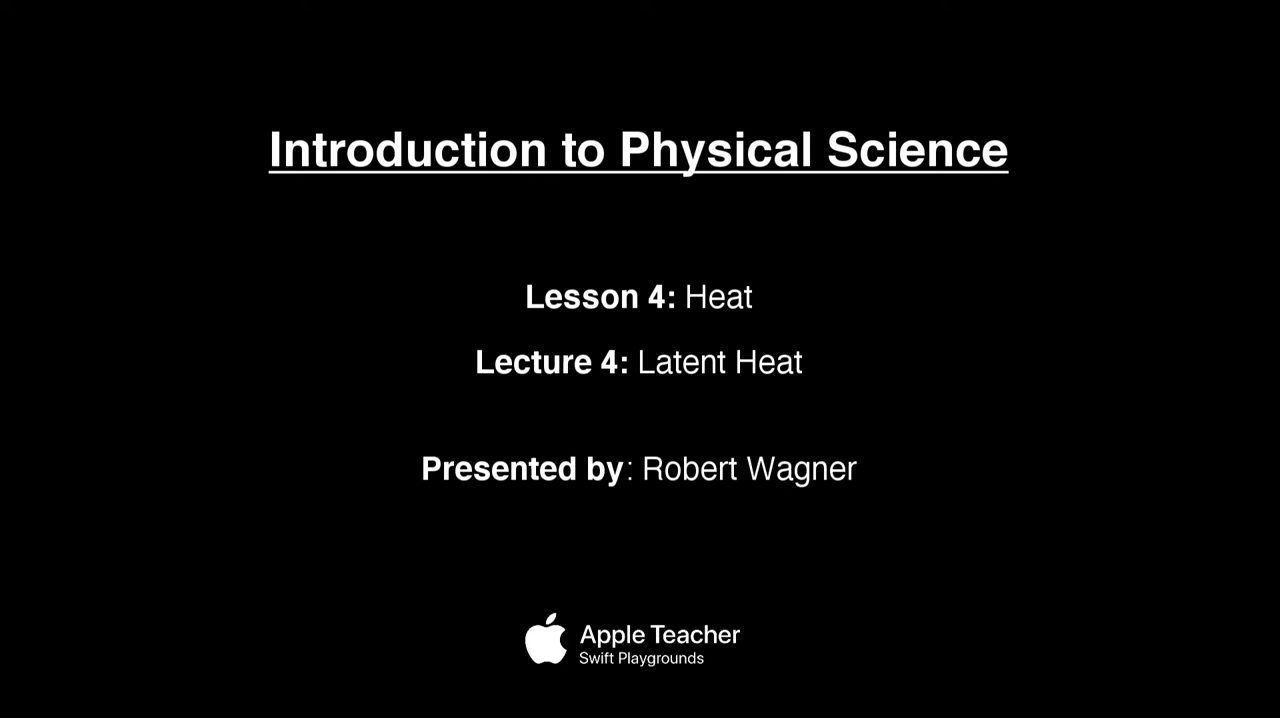 Introduction to Physical Science
Lesson 4: Heat
Lecture 4: Latent Heat
Presented by: Robert Wagner
Apple Teacher
Swift Playgrounds